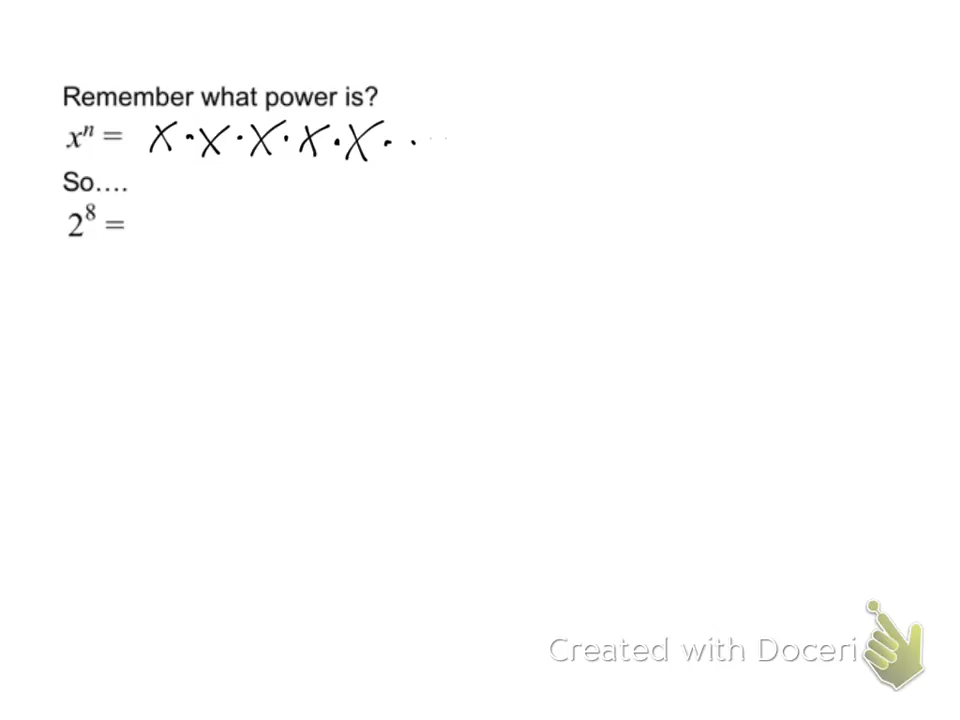 Remember what power is?
xⁿ = x · x · x · x · x · · · ·
So....
2⁸ =
Created with Doceri